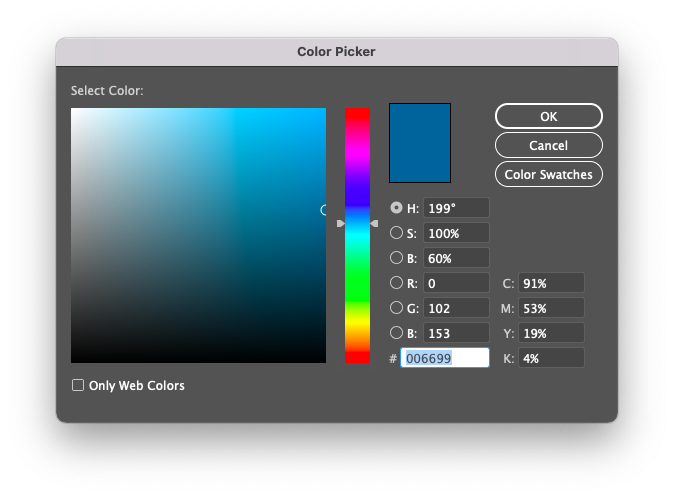 Color Picker
Select Color:
OK
Cancel
Color Swatches
H: 199°
S: 100%
B: 60%
R: 0 C: 91%
G: 102 M: 53%
B: 153 Y: 19%
# 006699 K: 4%
Only Web Colors